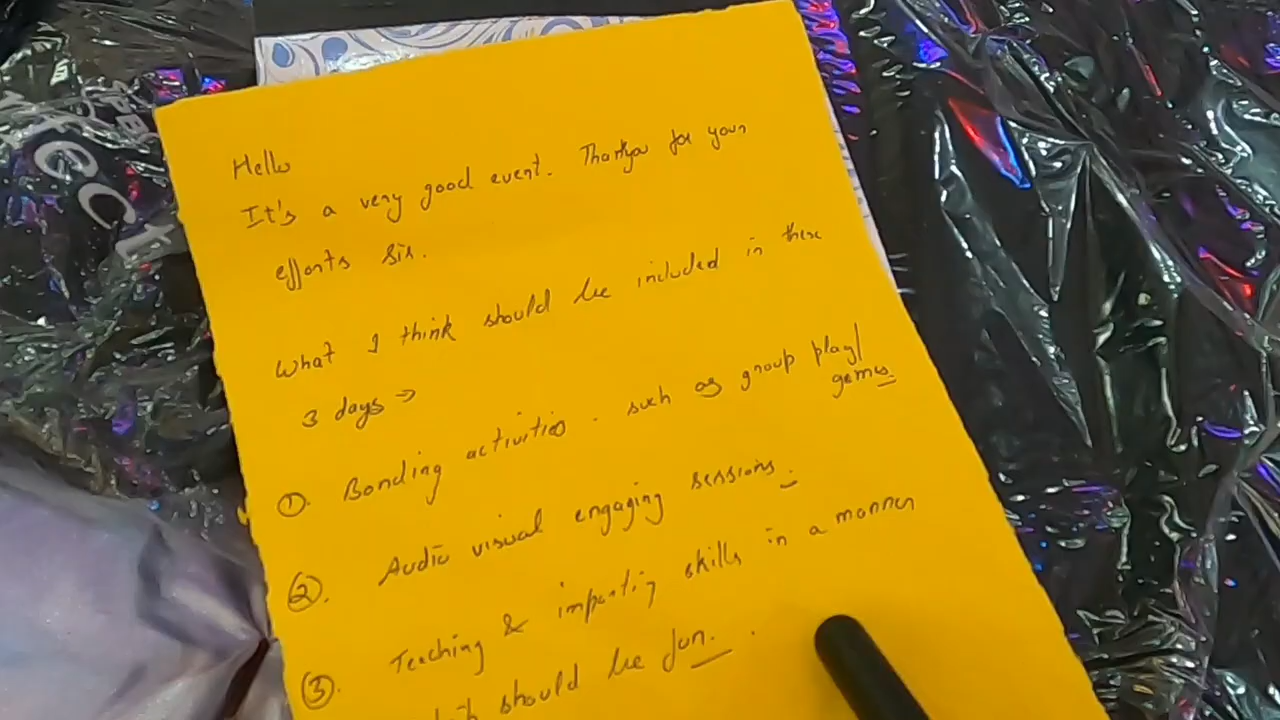 Hello
It's a very good event. Thankyou for your
efforts sir.
What I think should be included in these
3 days →
①. Bonding activities. such as group play/
games.
②. Audio visual engaging sessions.
③. Teaching & imparting skills in a manner
should be fun.